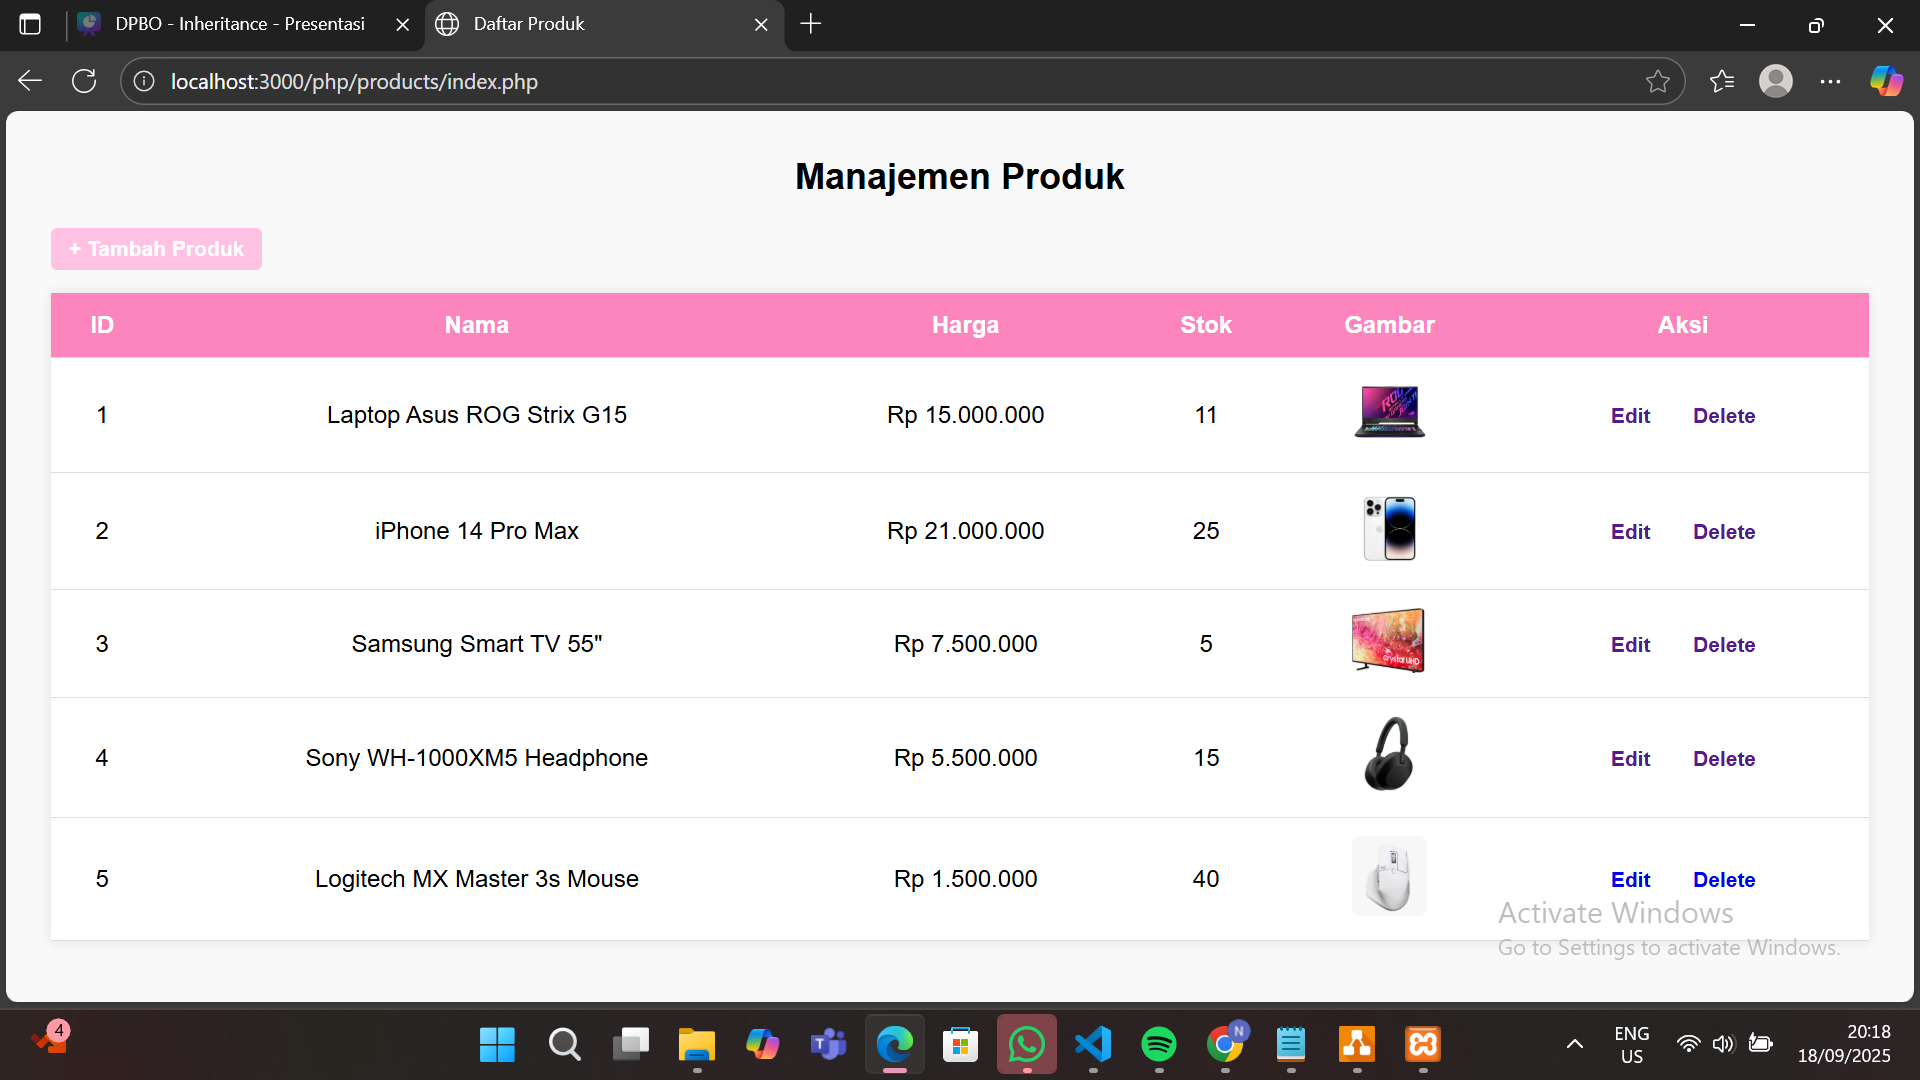 DPBO - Inheritance - Presentasi
Daftar Produk
localhost:3000/php/products/index.php
Manajemen Produk
+ Tambah Produk
ID Nama Harga Stok Gambar Aksi
1 Laptop Asus ROG Strix G15 Rp 15.000.000 11 Edit Delete
2 iPhone 14 Pro Max Rp 21.000.000 25 Edit Delete
3 Samsung Smart TV 55" Rp 7.500.000 5 Crystal UHD Edit Delete
4 Sony WH-1000XM5 Headphone Rp 5.500.000 15 Edit Delete
5 Logitech MX Master 3s Mouse Rp 1.500.000 40 Edit Delete
Activate Windows
Go to Settings to activate Windows.
4
N
ENG
US
20:18
18/09/2025